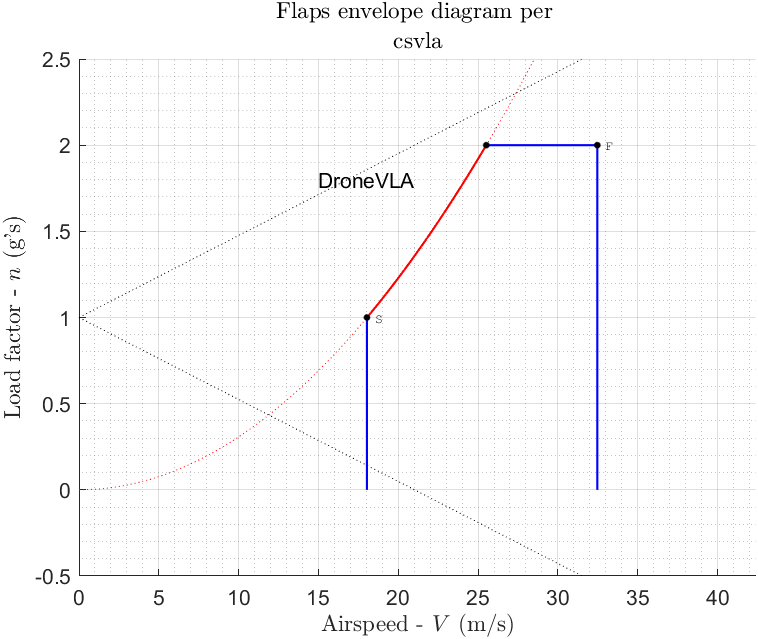 Flaps envelope diagram per
csvla
2.5
2
F
DroneVLA
1.5
1
S
0.5
0
-0.5
Load factor - n (g's)
0 5 10 15 20 25 30 35 40
Airspeed - V (m/s)